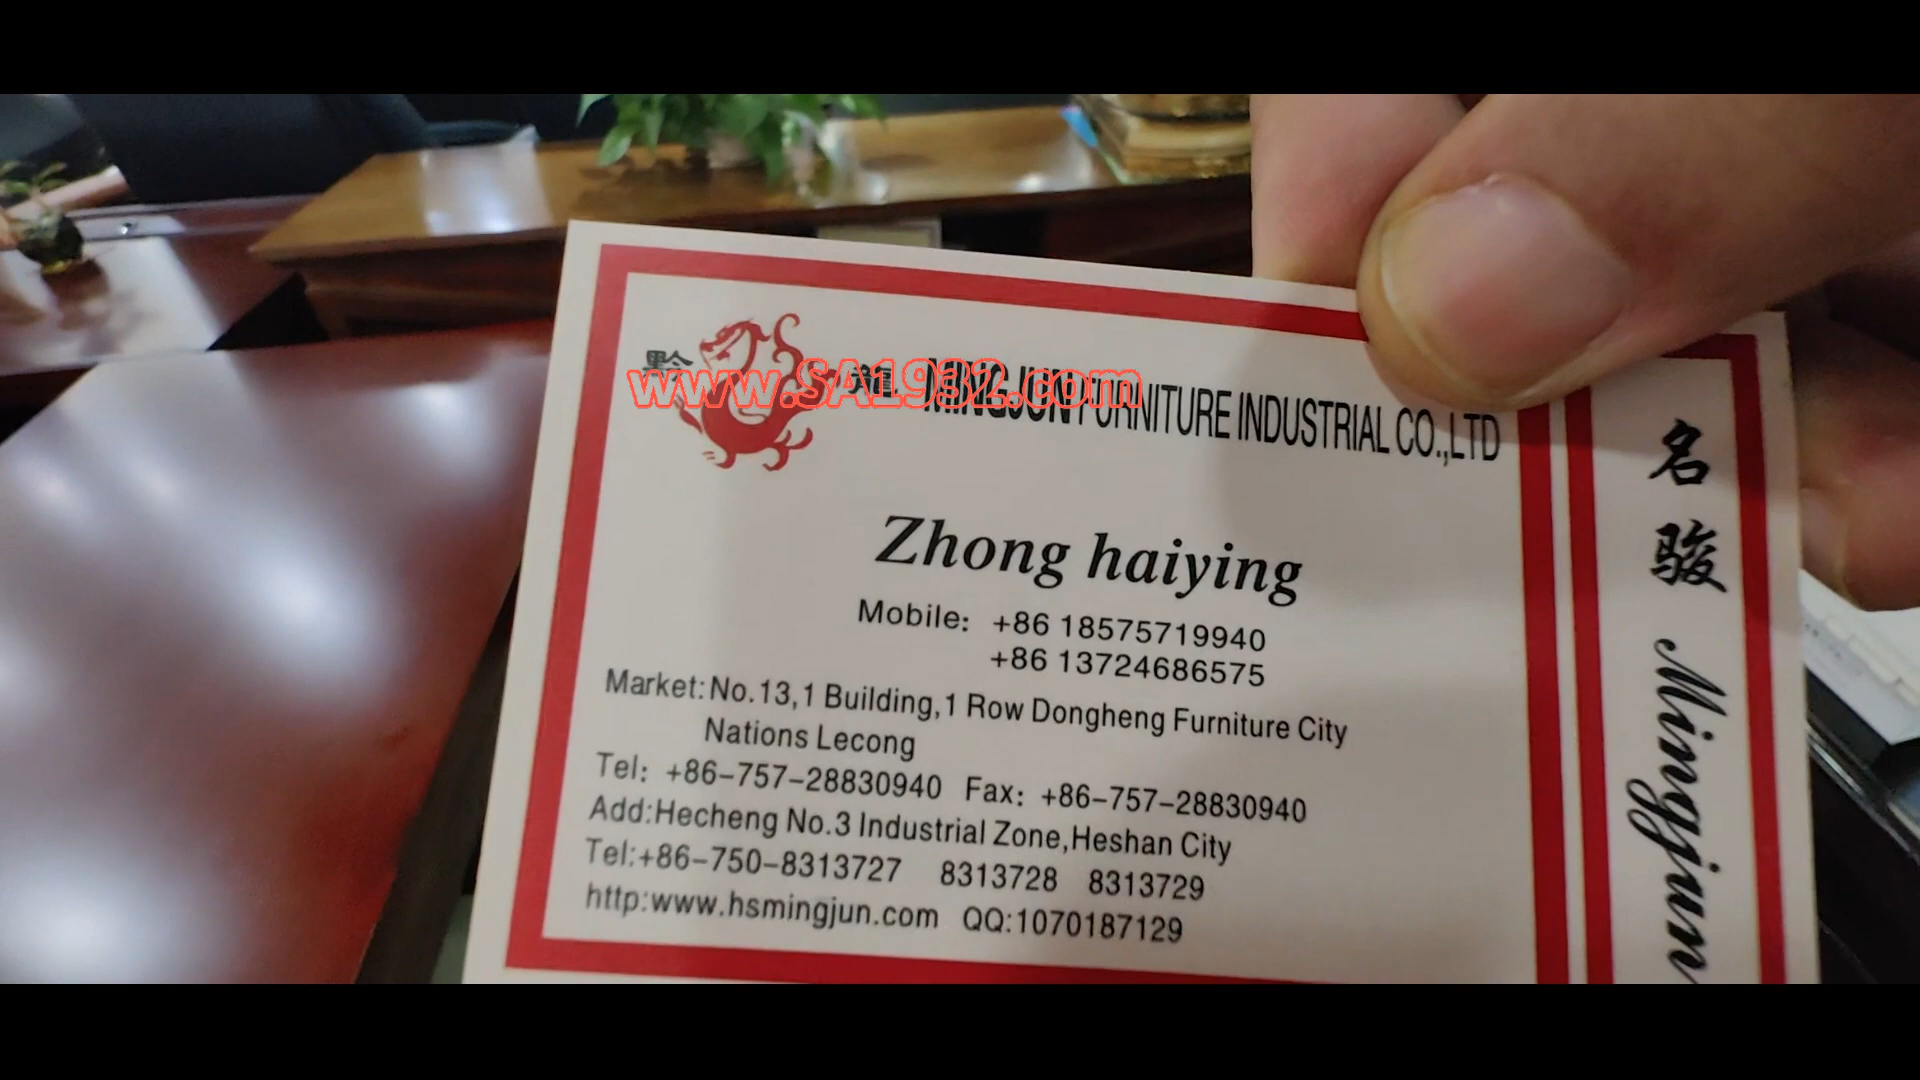 黔 龍 MINGJUN FURNITURE INDUSTRIAL CO.,LTD
www.SA1932.com
Zhong haiying
Mobile: +86 18575719940
+86 13724686575
Market:No.13,1 Building,1 Row Dongheng Furniture City
Nations Lecong
Tel: +86-757-28830940 Fax: +86-757-28830940
Add:Hecheng No.3 Industrial Zone,Heshan City
Tel:+86-750-8313727 8313728 8313729
http:www.hsmingjun.com QQ:1070187129
名骏 Mingjun